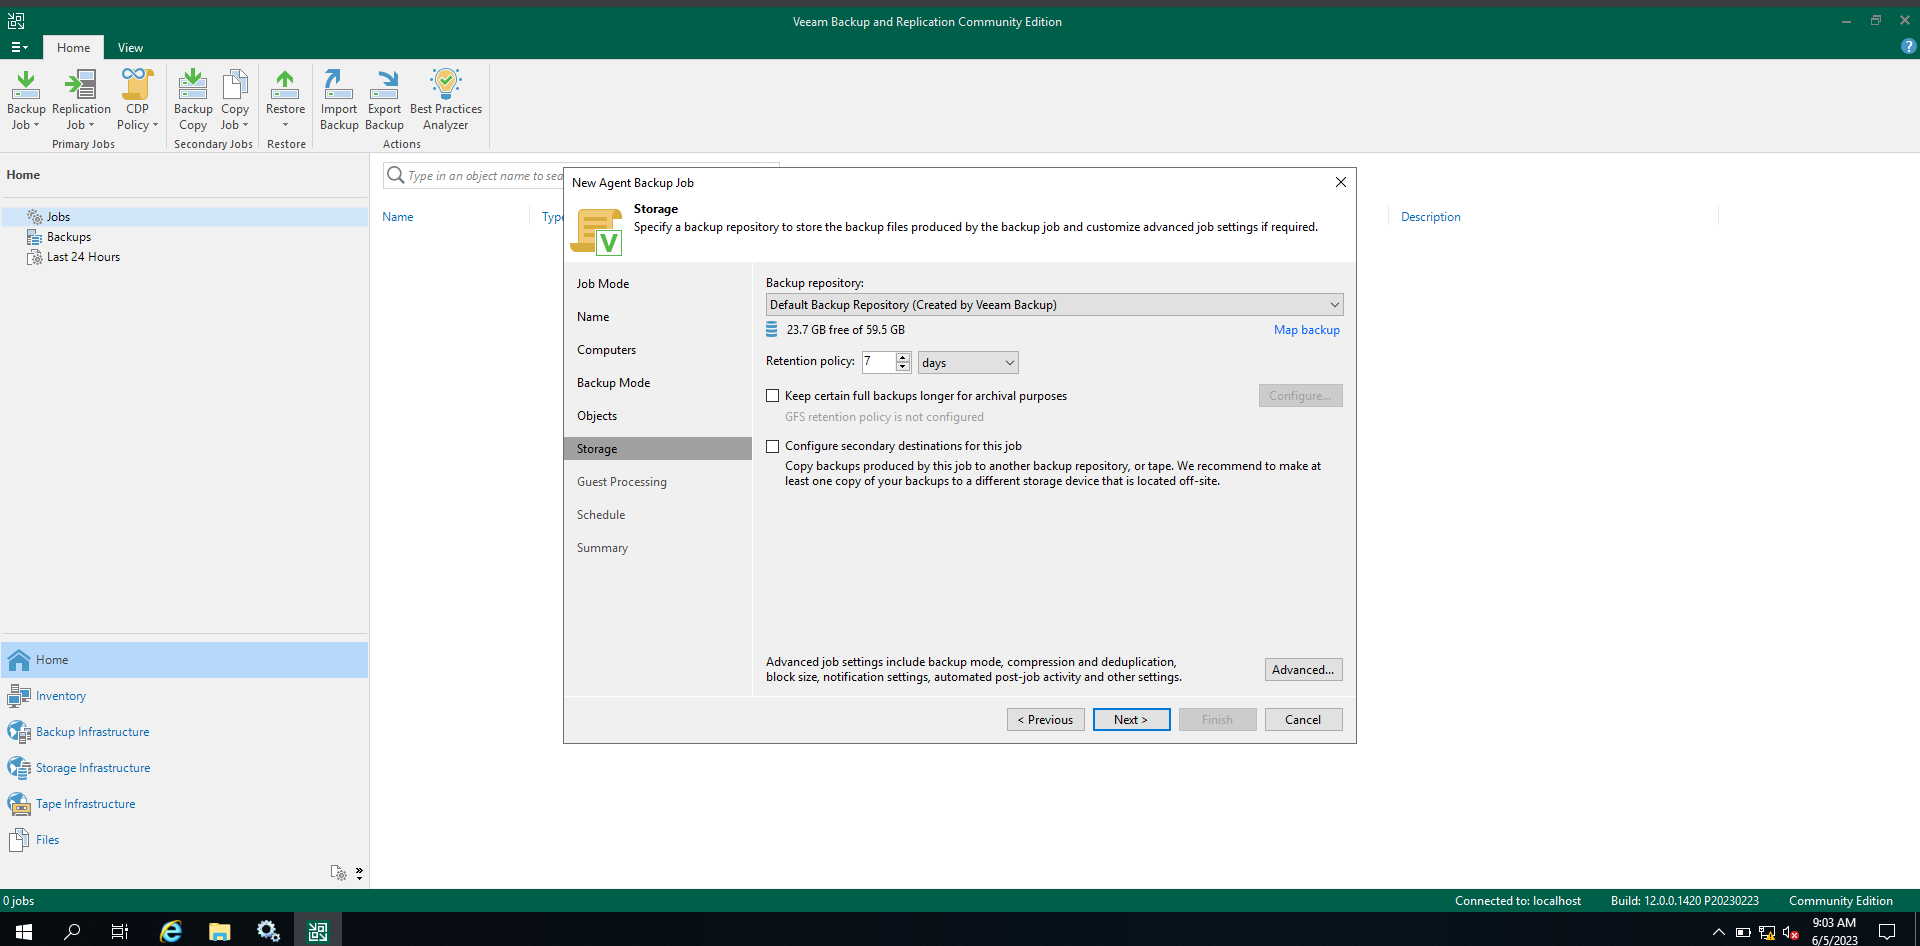 Veeam Backup and Replication Community Edition
Home
View
Backup Job
Replication Job
CDP Policy
Backup Copy
Copy Job
Restore
Import Backup
Export Backup
Best Practices Analyzer
Primary Jobs
Secondary Jobs
Restore
Actions
Home
Jobs
Backups
Last 24 Hours
Type in an object name to sea
Name
Type
Description
New Agent Backup Job
Storage
Specify a backup repository to store the backup files produced by the backup job and customize advanced job settings if required.
Job Mode
Name
Computers
Backup Mode
Objects
Storage
Guest Processing
Schedule
Summary
Backup repository:
Default Backup Repository (Created by Veeam Backup)
23.7 GB free of 59.5 GB
Map backup
Retention policy: 7 days
Keep certain full backups longer for archival purposes
Configure...
GFS retention policy is not configured
Configure secondary destinations for this job
Copy backups produced by this job to another backup repository, or tape. We recommend to make at
least one copy of your backups to a different storage device that is located off-site.
Advanced job settings include backup mode, compression and deduplication,
block size, notification settings, automated post-job activity and other settings.
Advanced...
< Previous
Next >
Finish
Cancel
Home
Inventory
Backup Infrastructure
Storage Infrastructure
Tape Infrastructure
Files
0 jobs
Connected to: localhost
Build: 12.0.0.1420 P20230223
Community Edition
9:03 AM
6/5/2023